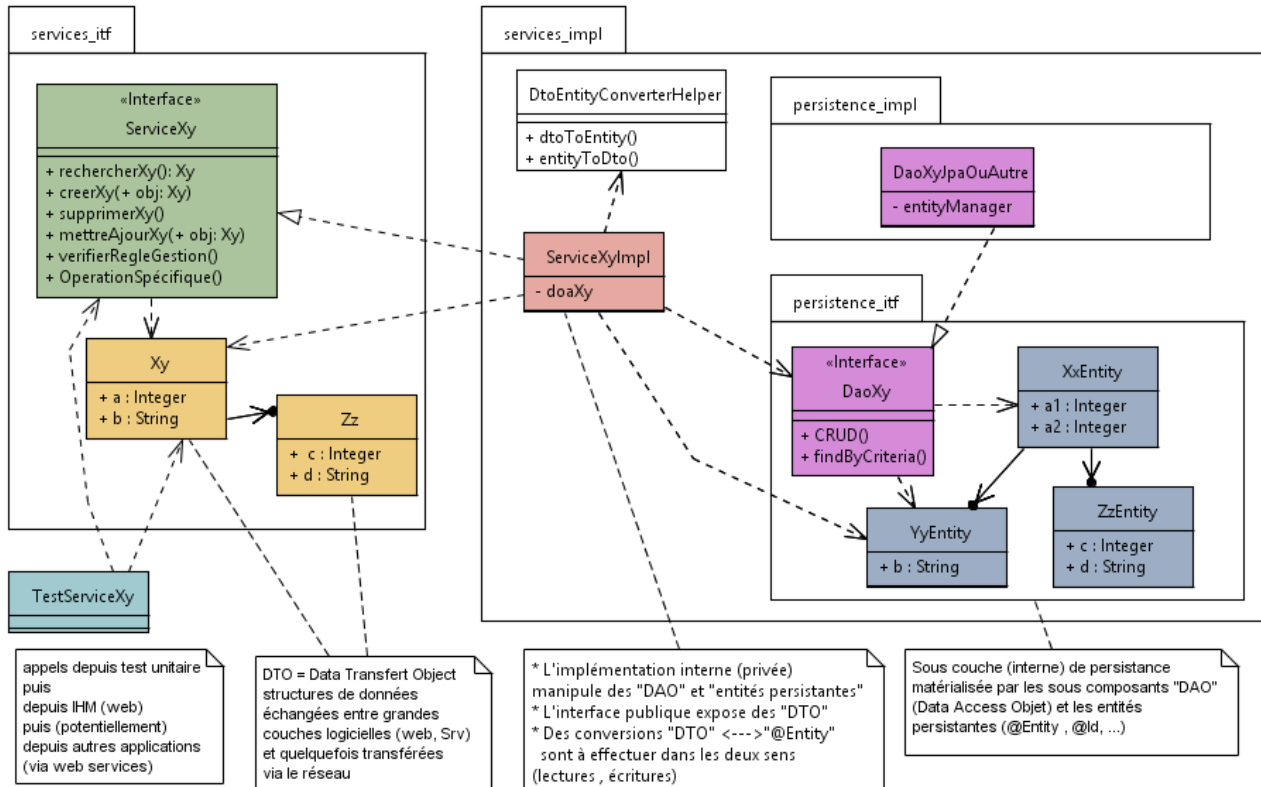 services_itf
«Interface»
ServiceXy
+ rechercherXy(): Xy
+ creerXy(+ obj: Xy)
+ supprimerXy()
+ mettreAjourXy(+ obj: Xy)
+ verifierRegleGestion()
+ OperationSpécifique()
Xy
+ a : Integer
+ b : String
Zz
+ c : Integer
+ d : String
TestServiceXy
services_impl
DtoEntityConverterHelper
+ dtoToEntity()
+ entityToDto()
ServiceXyImpl
- doaXy
persistence_impl
DaoXyJpaOuAutre
- entityManager
persistence_itf
«Interface»
DaoXy
+ CRUD()
+ findByCriteria()
XxEntity
+ a1 : Integer
+ a2 : Integer
YyEntity
+ b : String
ZzEntity
+ c : Integer
+ d : String
appels depuis test unitaire
puis
depuis IHM (web)
puis (potentiellement)
depuis autres applications
(via web services)
DTO = Data Transfert Object
structures de données
échangées entre grandes
couches logicielles (web, Srv)
et quelquefois transférées
via le réseau
* L'implémentation interne (privée)
manipule des "DAO" et "entités persistantes"
* L'interface publique expose des "DTO"
* Des conversions "DTO" <--->"@Entity"
sont à effectuer dans les deux sens
(lectures , écritures)
Sous couche (interne) de persistance
matérialisée par les sous composants "DAO"
(Data Access Objet) et les entités
persistantes (@Entity , @Id, ...)